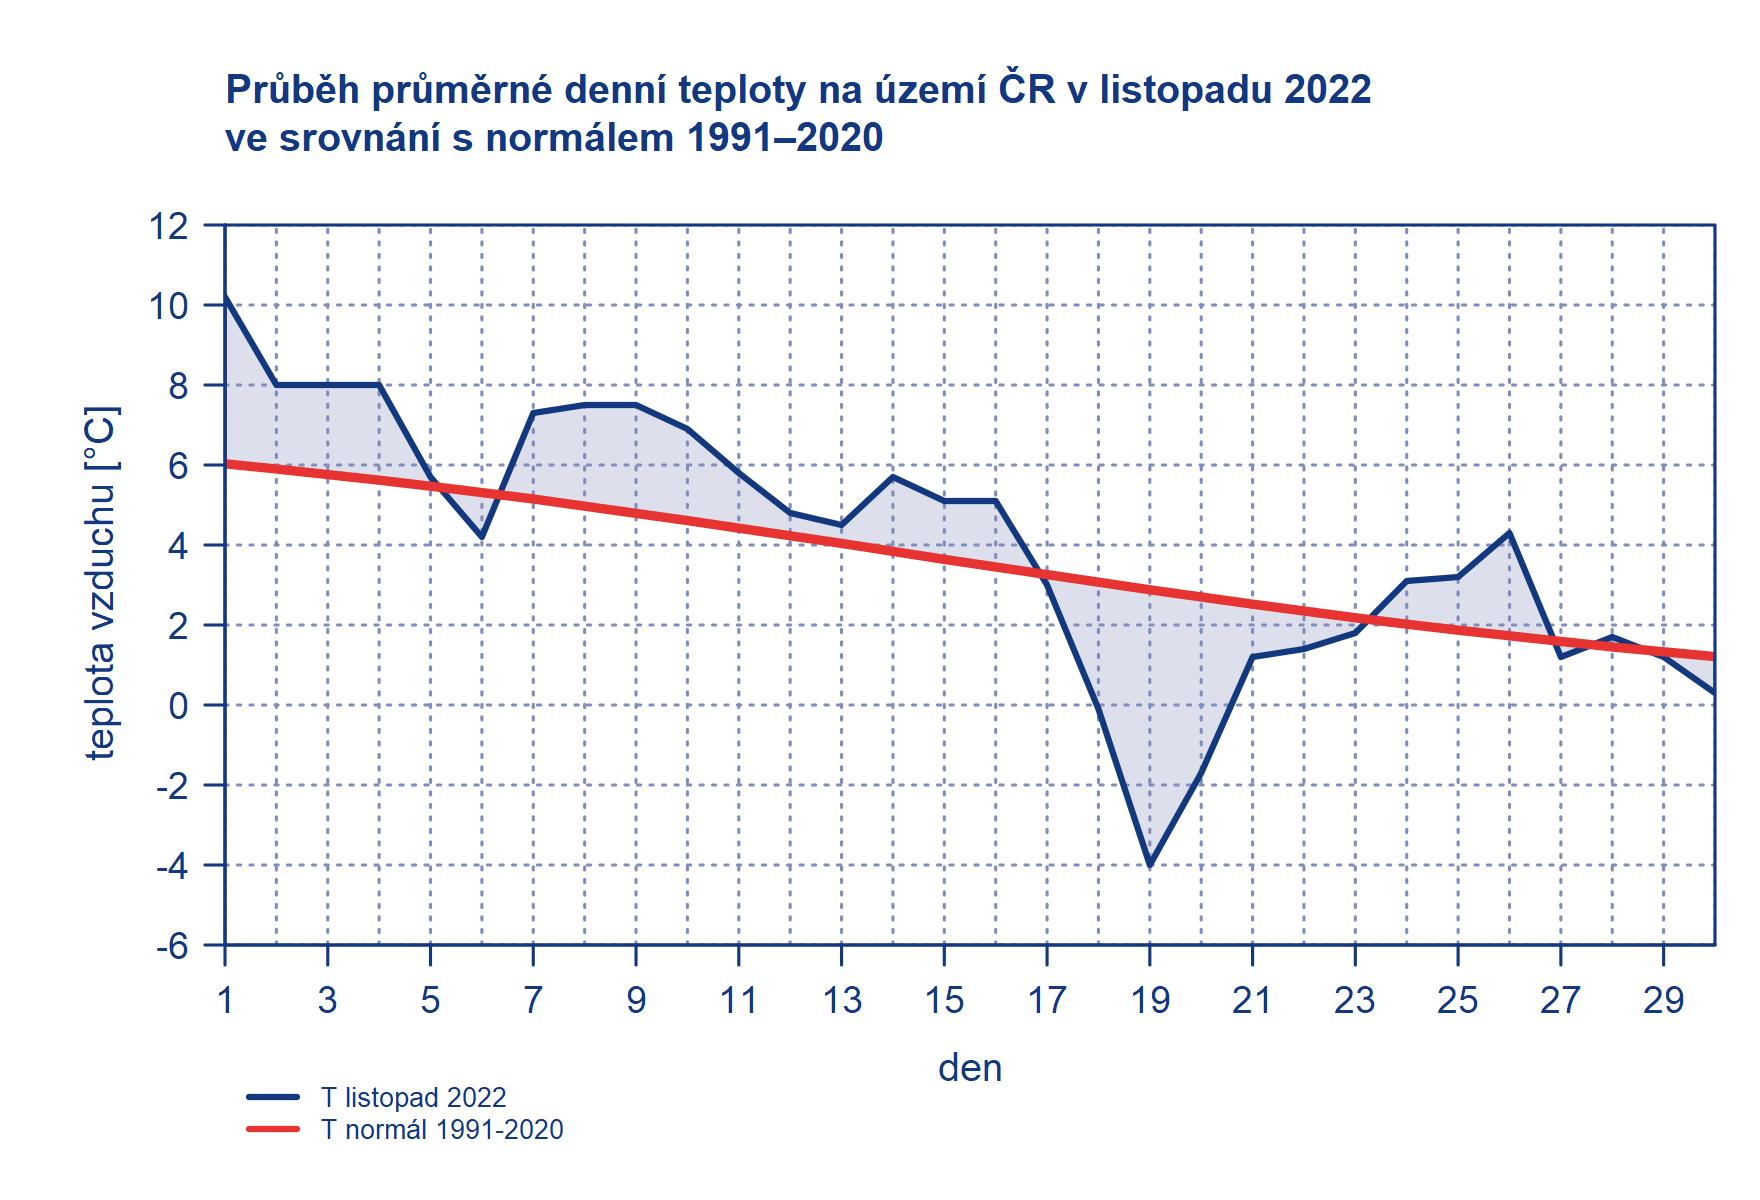 Průběh průměrné denní teploty na území ČR v listopadu 2022
ve srovnání s normálem 1991–2020
12
10
8
6
4
2
0
-2
-4
-6
teplota vzduchu [°C]
1 3 5 7 9 11 13 15 17 19 21 23 25 27 29
den
T listopad 2022
T normál 1991-2020